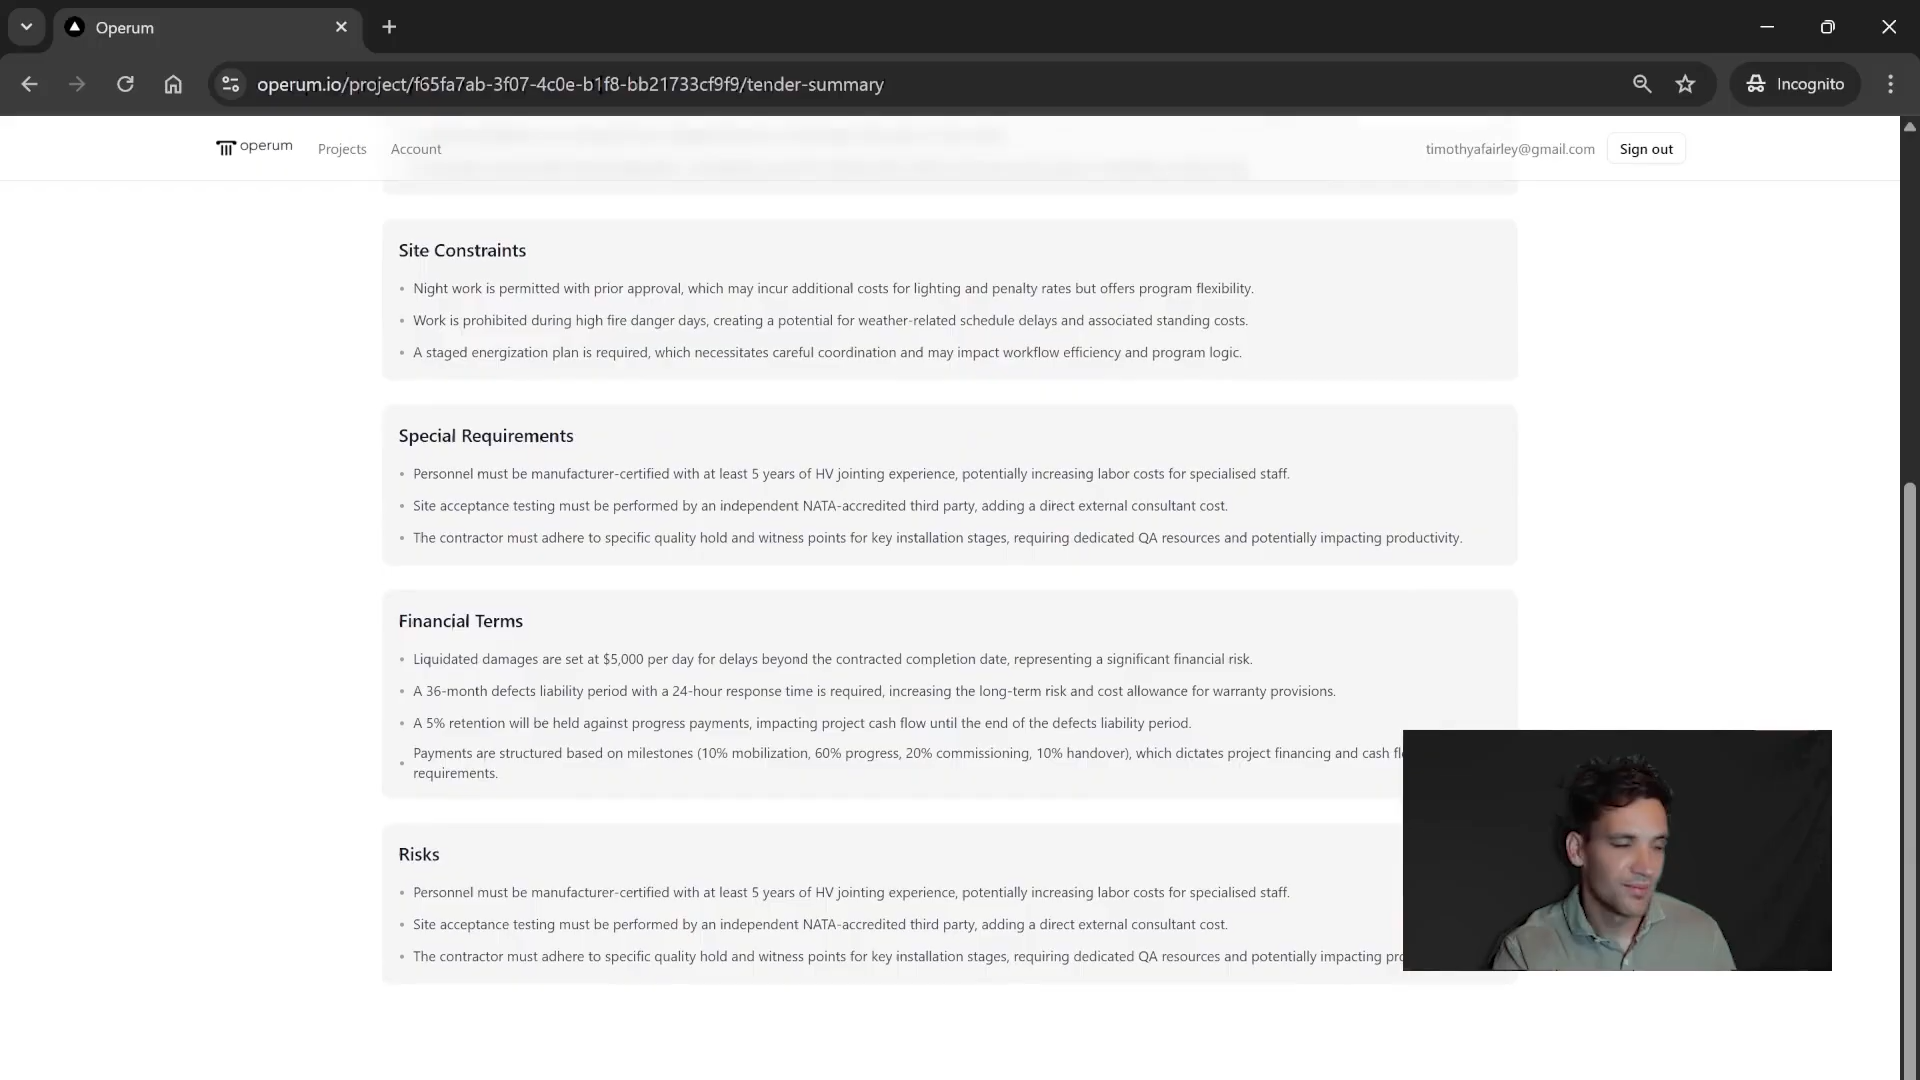 Operum
operum.io/project/f65fa7ab-3f07-4c0e-b1f8-bb21733cf9f9/tender-summary
Incognito
operum
Projects
Account
timothyafairley@gmail.com
Sign out
Site Constraints
• Night work is permitted with prior approval, which may incur additional costs for lighting and penalty rates but offers program flexibility.
• Work is prohibited during high fire danger days, creating a potential for weather-related schedule delays and associated standing costs.
• A staged energization plan is required, which necessitates careful coordination and may impact workflow efficiency and program logic.
Special Requirements
• Personnel must be manufacturer-certified with at least 5 years of HV jointing experience, potentially increasing labor costs for specialised staff.
• Site acceptance testing must be performed by an independent NATA-accredited third party, adding a direct external consultant cost.
• The contractor must adhere to specific quality hold and witness points for key installation stages, requiring dedicated QA resources and potentially impacting productivity.
Financial Terms
• Liquidated damages are set at $5,000 per day for delays beyond the contracted completion date, representing a significant financial risk.
• A 36-month defects liability period with a 24-hour response time is required, increasing the long-term risk and cost allowance for warranty provisions.
• A 5% retention will be held against progress payments, impacting project cash flow until the end of the defects liability period.
• Payments are structured based on milestones (10% mobilization, 60% progress, 20% commissioning, 10% handover), which dictates project financing and cash
requirements.
Risks
• Personnel must be manufacturer-certified with at least 5 years of HV jointing experience, potentially increasing labor costs for specialised staff.
• Site acceptance testing must be performed by an independent NATA-accredited third party, adding a direct external consultant cost.
• The contractor must adhere to specific quality hold and witness points for key installation stages, requiring dedicated QA resources and potentially impacting